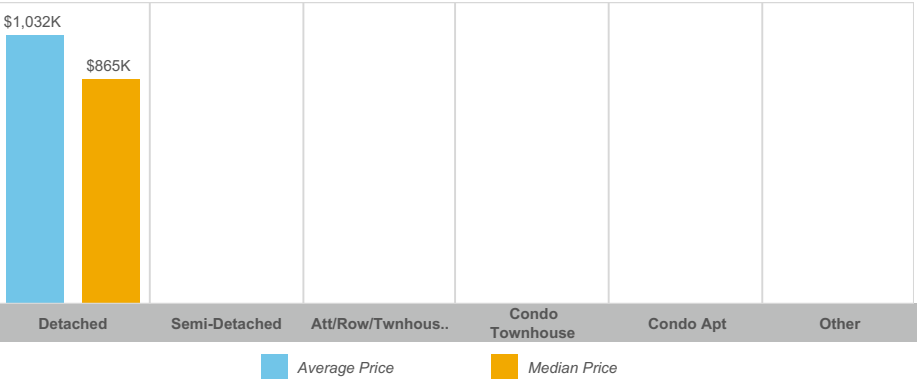 $1,032K
$865K
Detached
Semi-Detached
Att/Row/Twnhous..
Condo
Townhouse
Condo Apt
Other
Average Price
Median Price